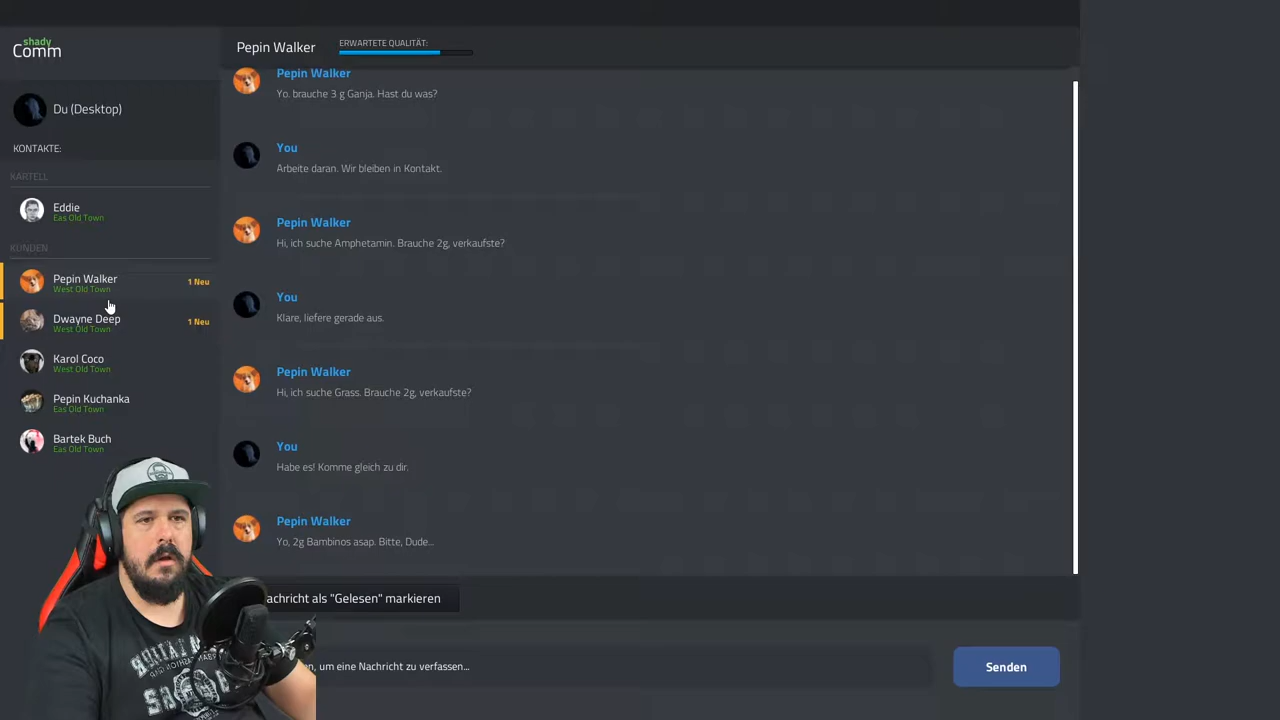 shady
Comm
Du (Desktop)
KONTAKTE:
KARTELL
Eddie
Eas Old Town
KUNDEN
Pepin Walker
West Old Town
1 Neu
Dwayne Deep
West Old Town
1 Neu
Karol Coco
West Old Town
Pepin Kuchanka
Eas Old Town
Bartek Buch
Eas Old Town
Pepin Walker
ERWARTETE QUALITÄT:
Pepin Walker
Yo. brauche 3 g Ganja. Hast du was?
You
Arbeite daran. Wir bleiben in Kontakt.
Pepin Walker
Hi, ich suche Amphetamin. Brauche 2g, verkaufste?
You
Klare, liefere gerade aus.
Pepin Walker
Hi, ich suche Grass. Brauche 2g, verkaufste?
You
Habe es! Komme gleich zu dir.
Pepin Walker
Yo, 2g Bambinos asap. Bitte, Dude...
achricht als "Gelesen" markieren
um eine Nachricht zu verfassen...
Senden